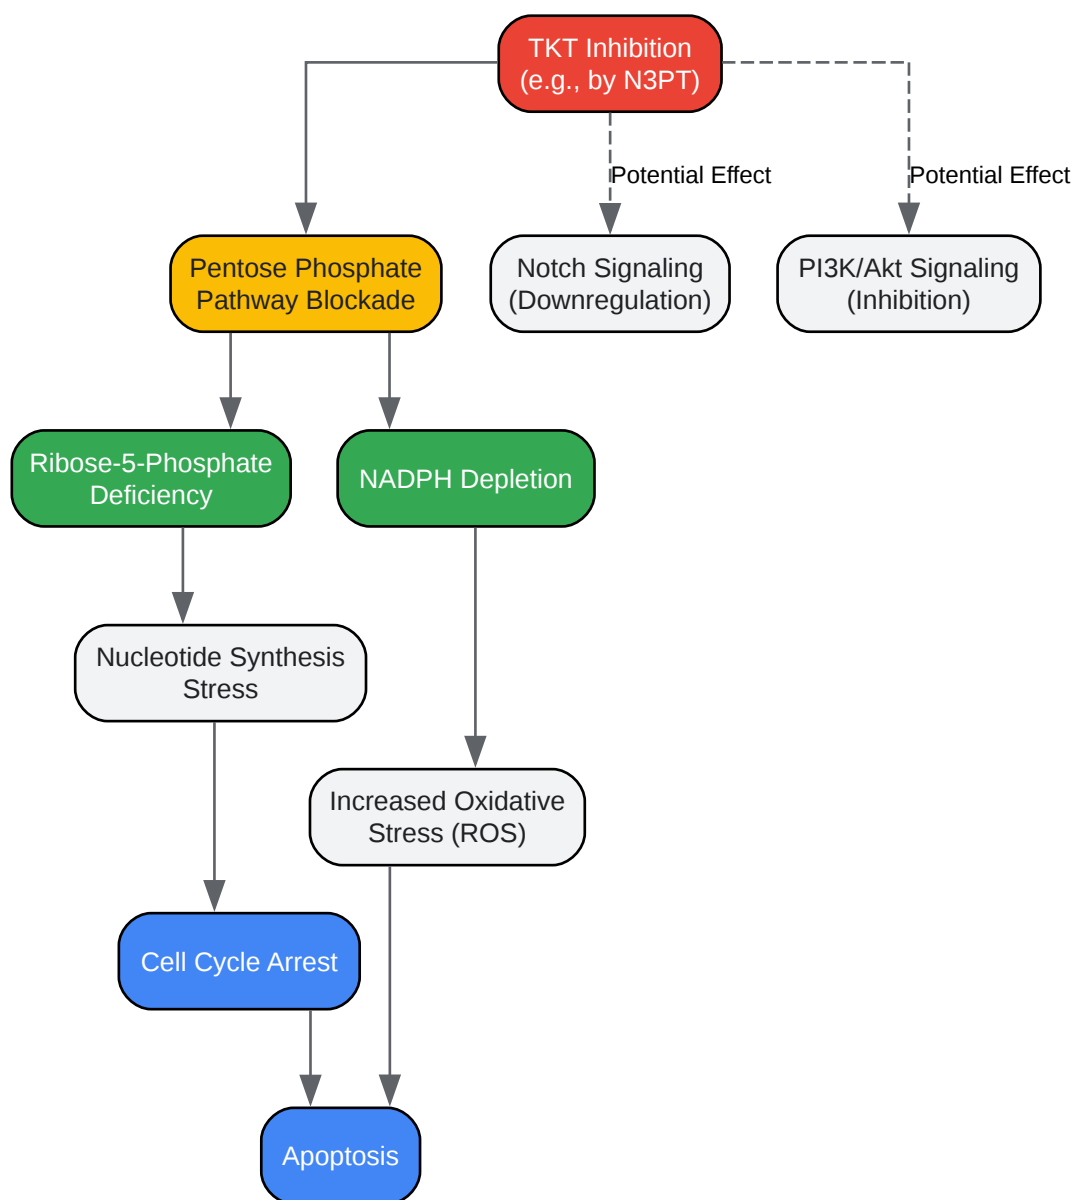 TKT Inhibition
(e.g., by N3PT)
Potential Effect
Potential Effect
Pentose Phosphate
Pathway Blockade
Notch Signaling
(Downregulation)
PI3K/Akt Signaling
(Inhibition)
Ribose-5-Phosphate
Deficiency
NADPH Depletion
Nucleotide Synthesis
Stress
Increased Oxidative
Stress (ROS)
Cell Cycle Arrest
Apoptosis